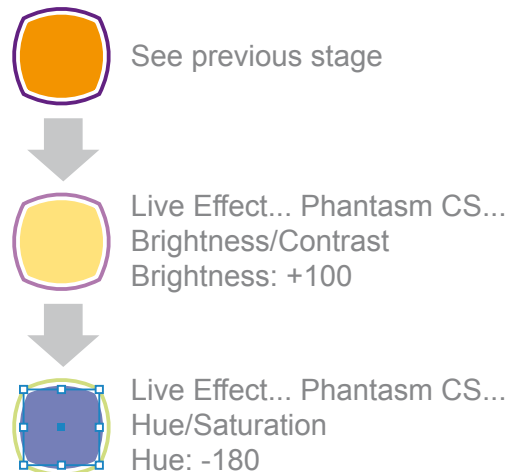 See previous stage
Live Effect... Phantasm CS...
Brightness/Contrast
Brightness: +100
Live Effect... Phantasm CS...
Hue/Saturation
Hue: -180